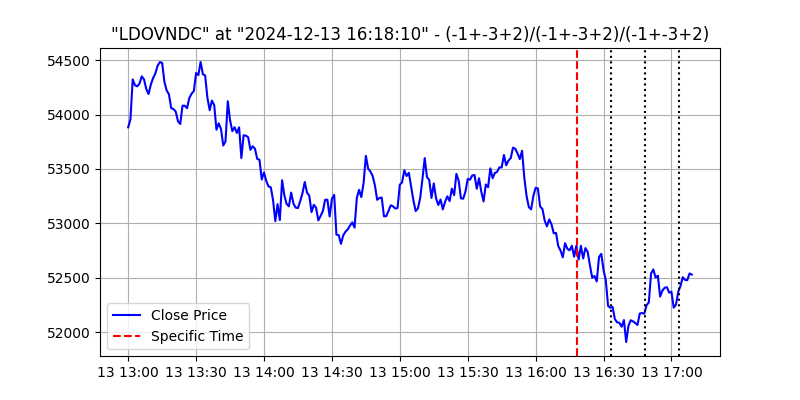 "LDOVNDC" at "2024-12-13 16:18:10" - (-1+-3+2)/(-1+-3+2)/(-1+-3+2)
54500
54000
53500
53000
52500
52000
Close Price
Specific Time
13 13:00 13 13:30 13 14:00 13 14:30 13 15:00 13 15:30 13 16:00 13 16:30 13 17:00